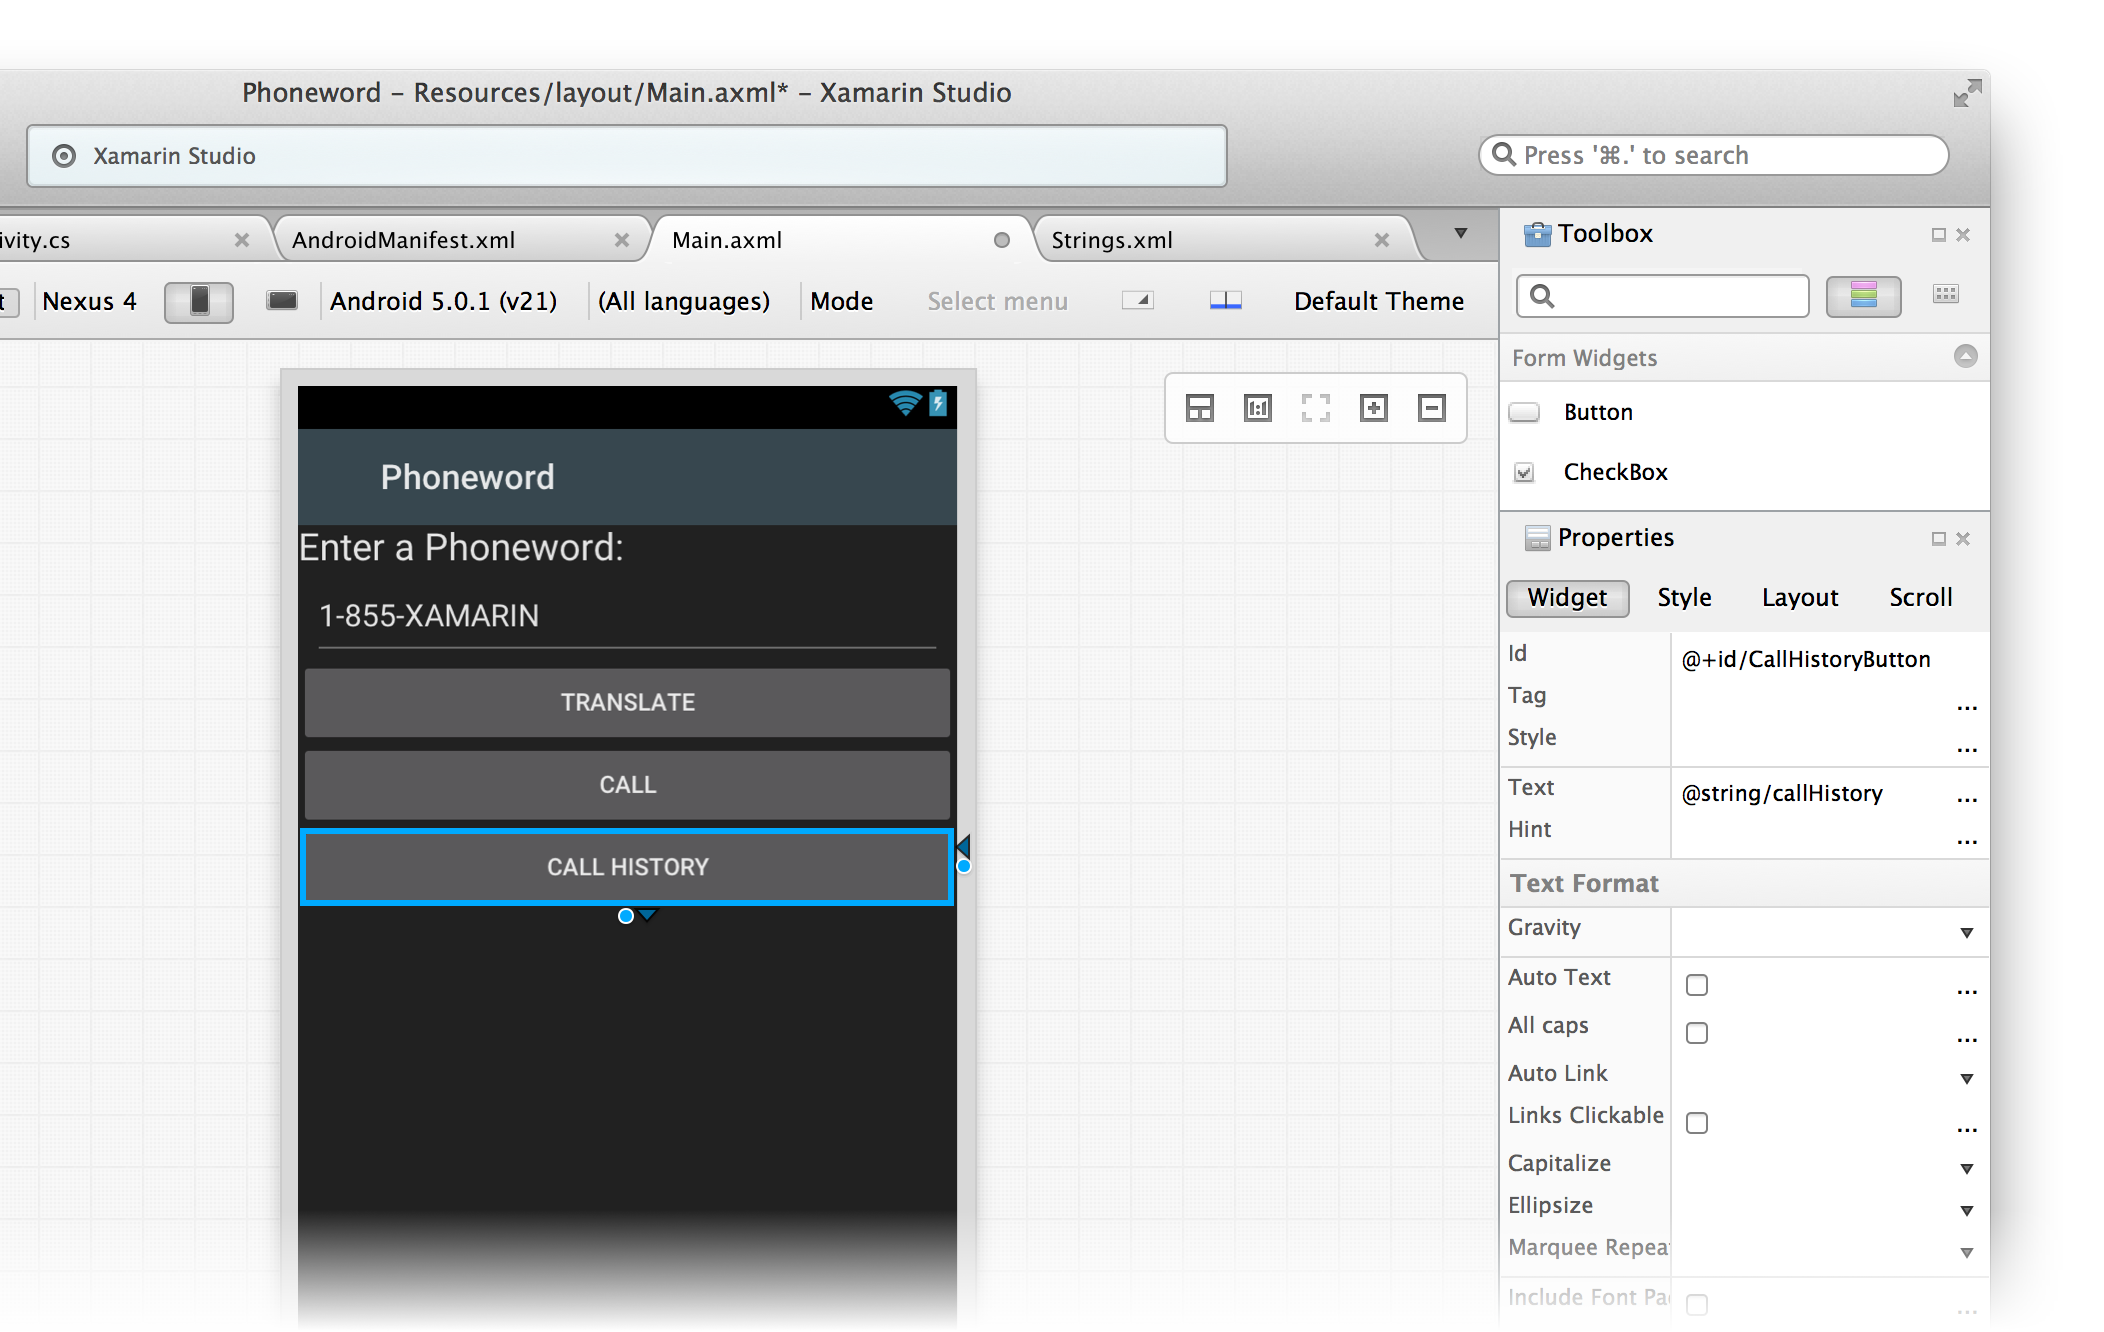 Phoneword – Resources/layout/Main.axml* – Xamarin Studio
Xamarin Studio
Press '⌘.' to search
ivity.cs
AndroidManifest.xml
Main.axml
Strings.xml
t
Nexus 4
Android 5.0.1 (v21)
(All languages)
Mode
Select menu
Default Theme
1:1
Phoneword
Enter a Phoneword:
1-855-XAMARIN
TRANSLATE
CALL
CALL HISTORY
Toolbox
Form Widgets
Button
CheckBox
Properties
Widget Style Layout Scroll
Id @+id/CallHistoryButton
Tag ...
Style ...
Text @string/callHistory ...
Hint ...
Text Format
Gravity
Auto Text ...
All caps ...
Auto Link
Links Clickable ...
Capitalize
Ellipsize
Marquee Repea
Include Font Pa ...